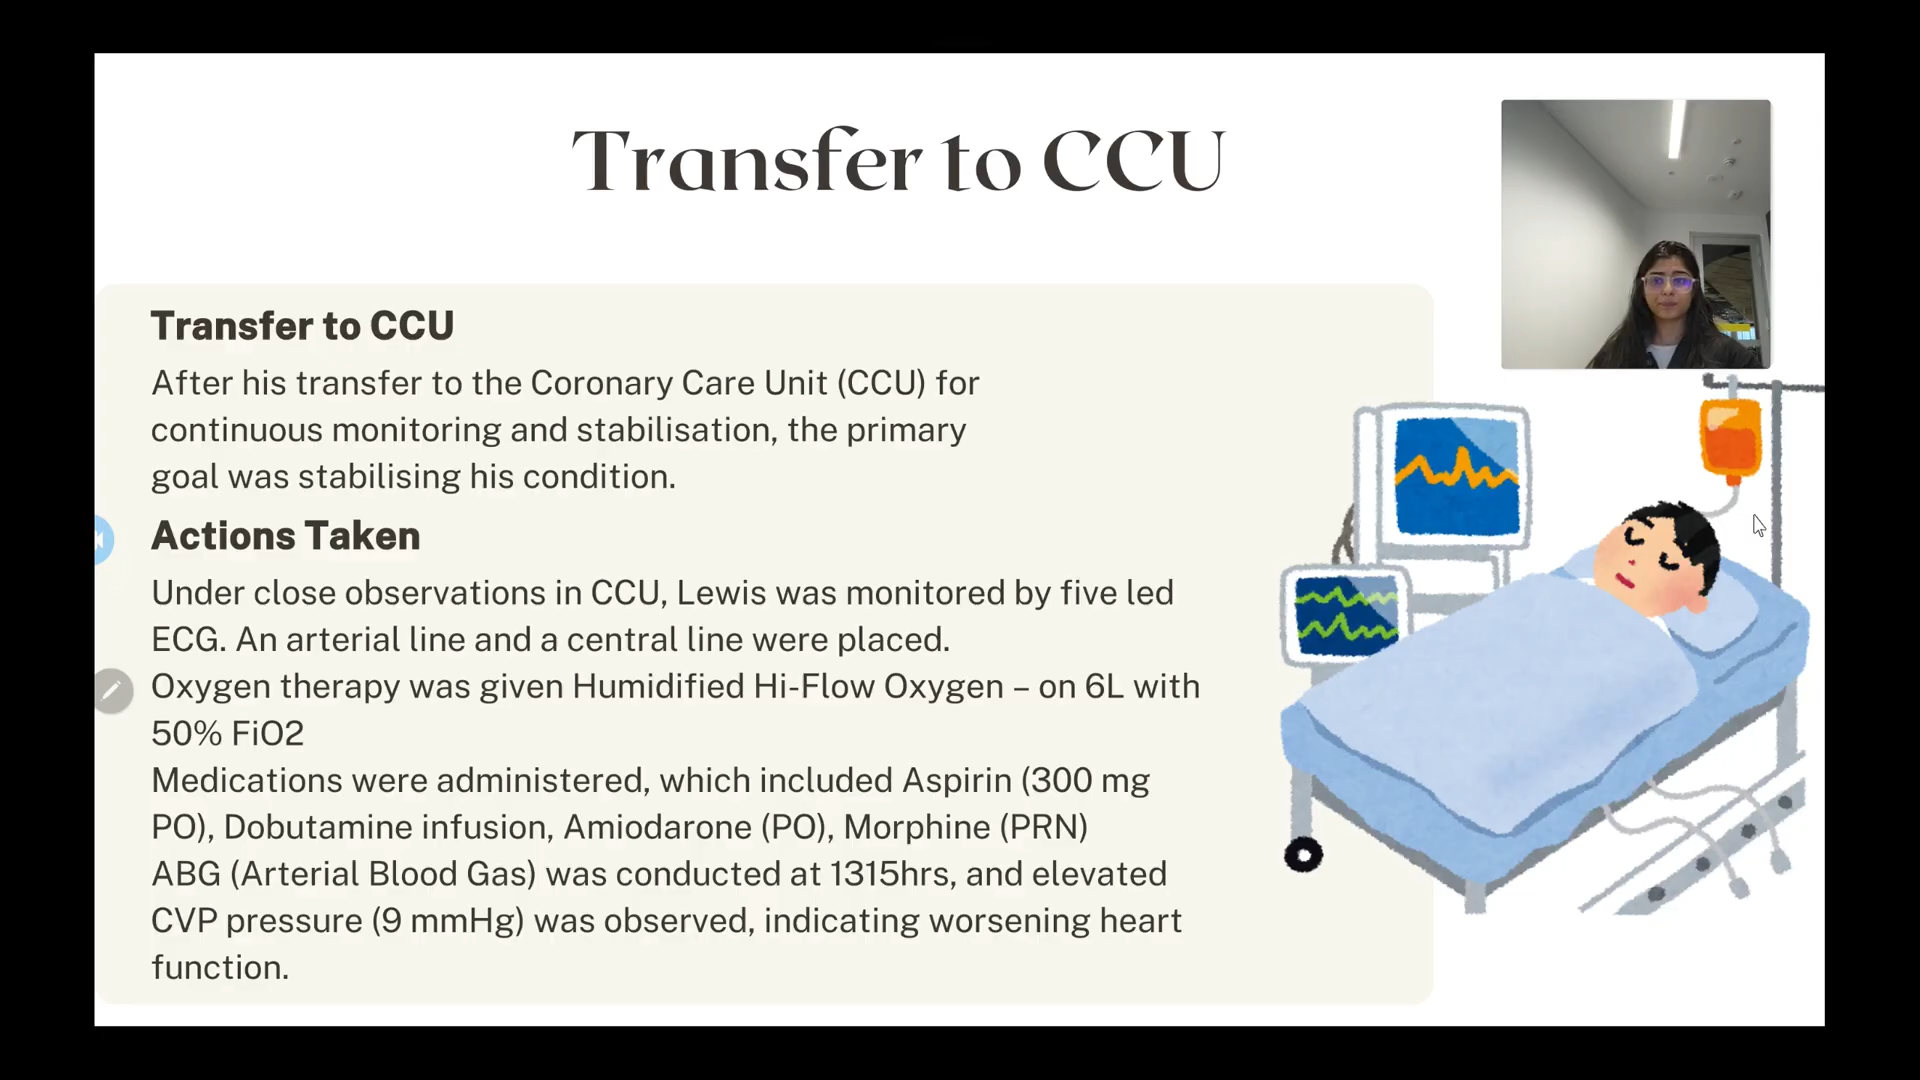 Transfer to CCU
Transfer to CCU
After his transfer to the Coronary Care Unit (CCU) for
continuous monitoring and stabilisation, the primary
goal was stabilising his condition.
Actions Taken
Under close observations in CCU, Lewis was monitored by five led
ECG. An arterial line and a central line were placed.
Oxygen therapy was given Humidified Hi-Flow Oxygen – on 6L with
50% FiO2
Medications were administered, which included Aspirin (300 mg
PO), Dobutamine infusion, Amiodarone (PO), Morphine (PRN)
ABG (Arterial Blood Gas) was conducted at 1315hrs, and elevated
CVP pressure (9 mmHg) was observed, indicating worsening heart
function.